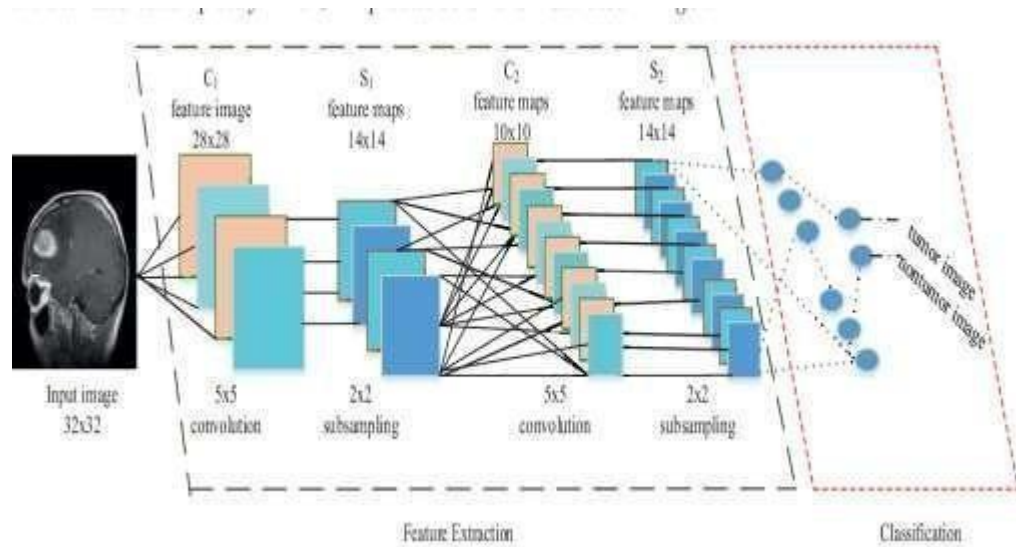 C1
feature image
28x28
S1
feature maps
14x14
C2
feature maps
10x10
S2
feature maps
14x14
tumor image
nontamor image
Input image
32x32
5x5
convolution
2x2
subsampling
5x5
convolution
2x2
subsampling
Feature Extraction
Classification